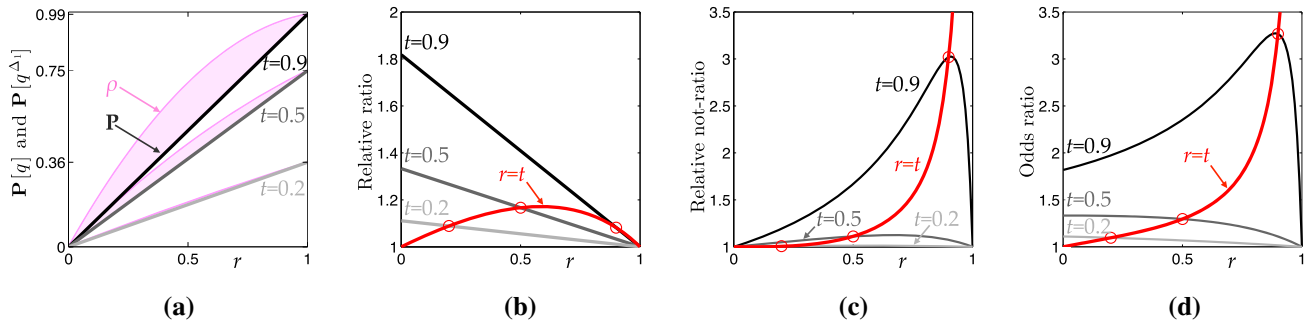 P[q] and P[q^Δ1]
0.99
0.75
0.36
0
0
0.5
1
r
ρ
P
t=0.9
t=0.5
t=0.2
(a)
Relative ratio
2
1.8
1.6
1.4
1.2
1
0
0.5
1
r
t=0.9
t=0.5
t=0.2
r=t
(b)
Relative not-ratio
3.5
3
2.5
2
1.5
1
0
0.5
1
r
t=0.9
r=t
t=0.5
t=0.2
(c)
Odds ratio
3.5
3
2.5
2
1.5
1
0
0.5
1
r
t=0.9
r=t
t=0.5
t=0.2
(d)